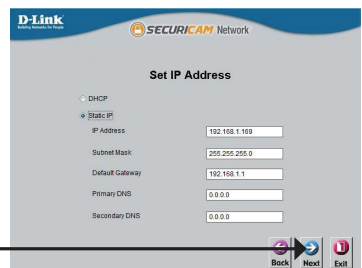 D-Link
Building Networks for People
SECURICAM Network
Set IP Address
DHCP
Static IP
IP Address
192.168.1.169
Subnet Mask
255.255.255.0
Default Gateway
192.168.1.1
Primary DNS
0.0.0.0
Secondary DNS
0.0.0.0
Back
Next
Exit